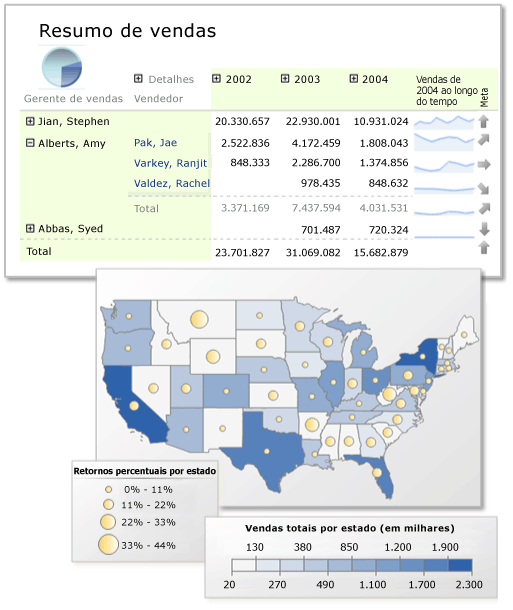 Resumo de vendas
Detalhes 2002 2003 2004 Vendas de 2004 ao longo do tempo Meta
Gerente de vendas Vendedor
Jian, Stephen 20.330.657 22.930.001 10.931.024
Alberts, Amy Pak, Jae 2.522.836 4.172.459 1.808.043
Varkey, Ranjit 848.333 2.286.700 1.374.856
Valdez, Rachel 978.435 848.632
Total 3.371.169 7.437.594 4.031.531
Abbas, Syed 701.487 720.324
Total 23.701.827 31.069.082 15.682.879
Retornos percentuais por estado
0% - 11%
11% - 22%
22% - 33%
33% - 44%
Vendas totais por estado (em milhares)
130 380 850 1.200 1.900
20 270 490 1.100 1.700 2.300